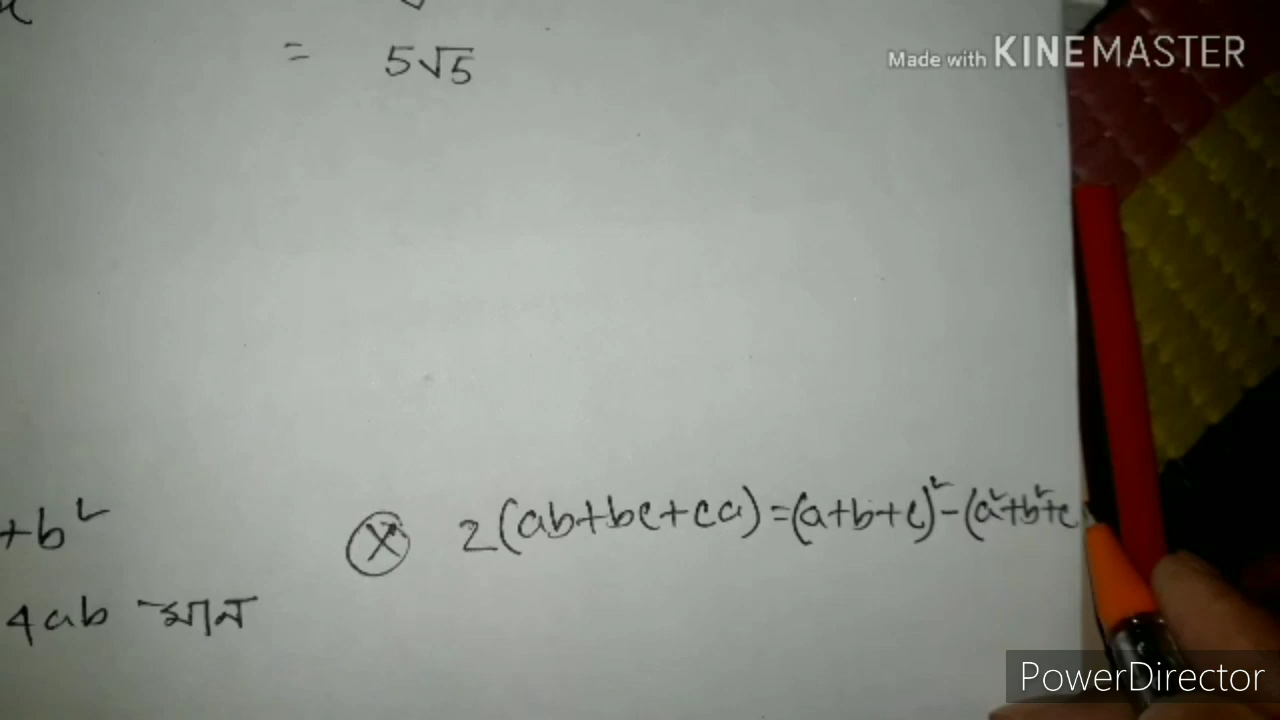 = 5√5
Made with KINEMASTER
+b²
⊗ 2(ab+bc+ca)=(a+b+c)²-(a²+b²+c
4ab মান
PowerDirector